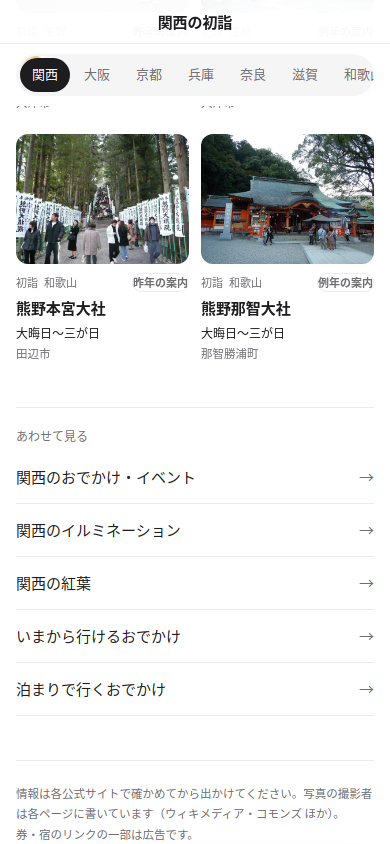 関西の初詣
関西 大阪 京都 兵庫 奈良 滋賀
初詣 和歌山 昨年の案内
熊野本宮大社
大晦日〜三が日
田辺市
初詣 和歌山 例年の案内
熊野那智大社
大晦日〜三が日
那智勝浦町
あわせて見る
関西のおでかけ・イベント →
関西のイルミネーション →
関西の紅葉 →
いまから行けるおでかけ →
泊まりで行くおでかけ →
情報は各公式サイトで確かめてから出かけてください。写真の撮影者
は各ページに書いています（ウィキメディア・コモンズ ほか）。
券・宿のリンクの一部は広告です。